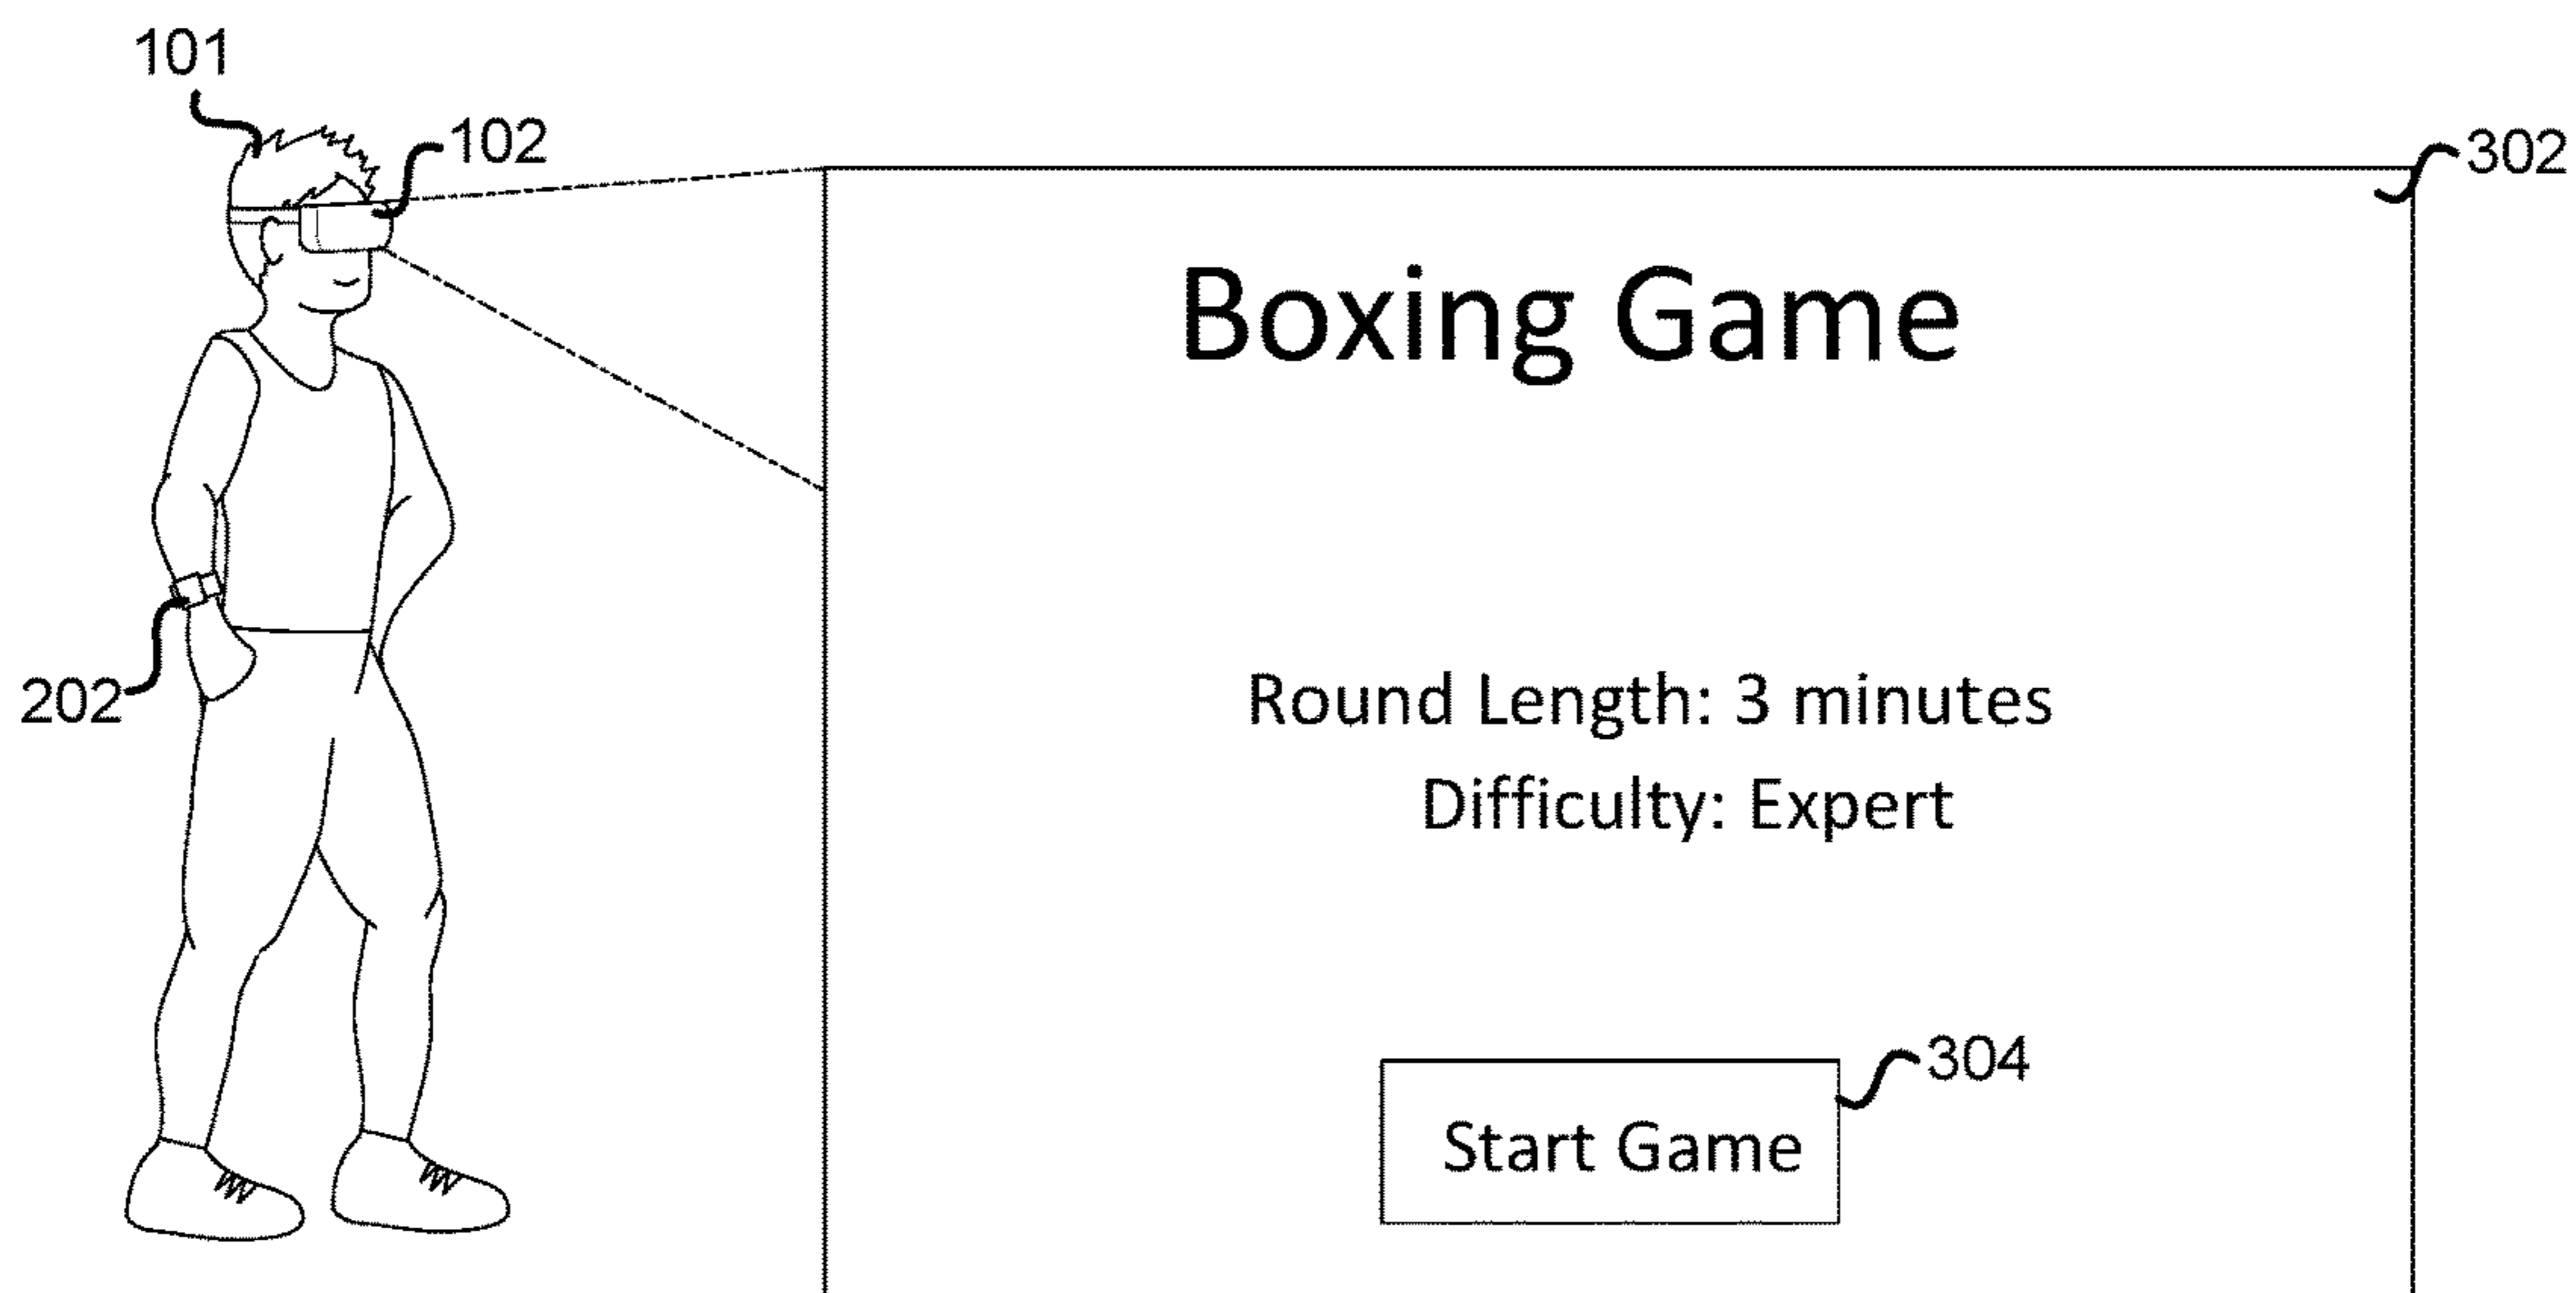 101
102
302
Boxing Game
202
Round Length: 3 minutes
Difficulty: Expert
304
Start Game